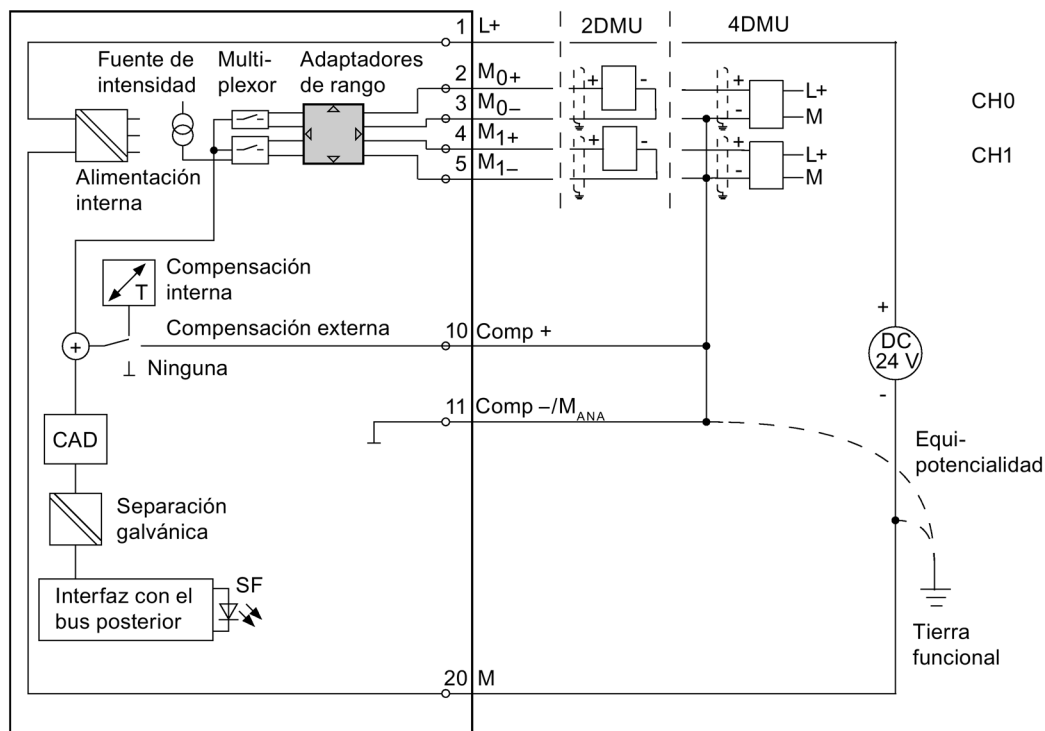 1 L+ 2DMU 4DMU
Fuente de
intensidad
Multi-
plexor
Adaptadores
de rango
2 M0+
3 M0–
4 M1+
5 M1–
+ -
+ -
+ L+
- M
+ L+
- M
CH0
CH1
Alimentación
interna
T
Compensación
interna
Compensación externa
10 Comp +
+
⊥ Ninguna
+
DC
24 V
-
11 Comp –/MANA
CAD
Equi-
potencialidad
Separación
galvánica
Interfaz con el
bus posterior
SF
Tierra
funcional
20 M